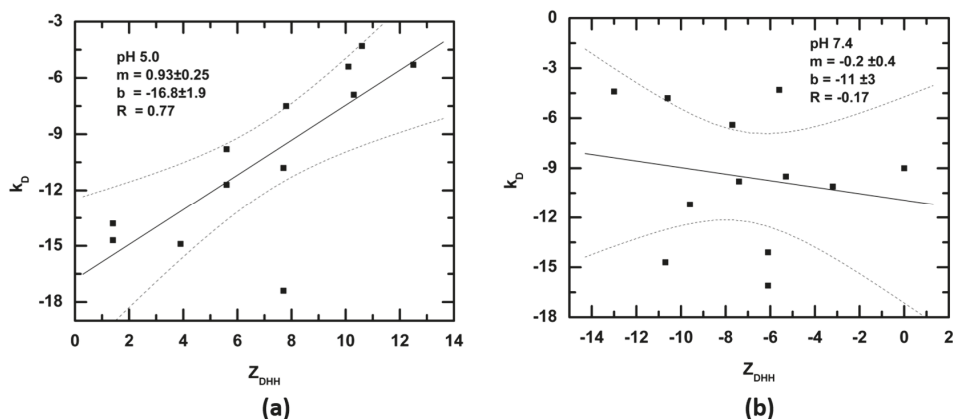 -3
-6
-9
-12
-15
-18
k_D
pH 5.0
m = 0.93±0.25
b = -16.8±1.9
R = 0.77
0 2 4 6 8 10 12 14
Z_DHH
(a)
0
-3
-6
-9
-12
-15
-18
k_D
pH 7.4
m = -0.2 ±0.4
b = -11 ±3
R = -0.17
-14 -12 -10 -8 -6 -4 -2 0 2
Z_DHH
(b)